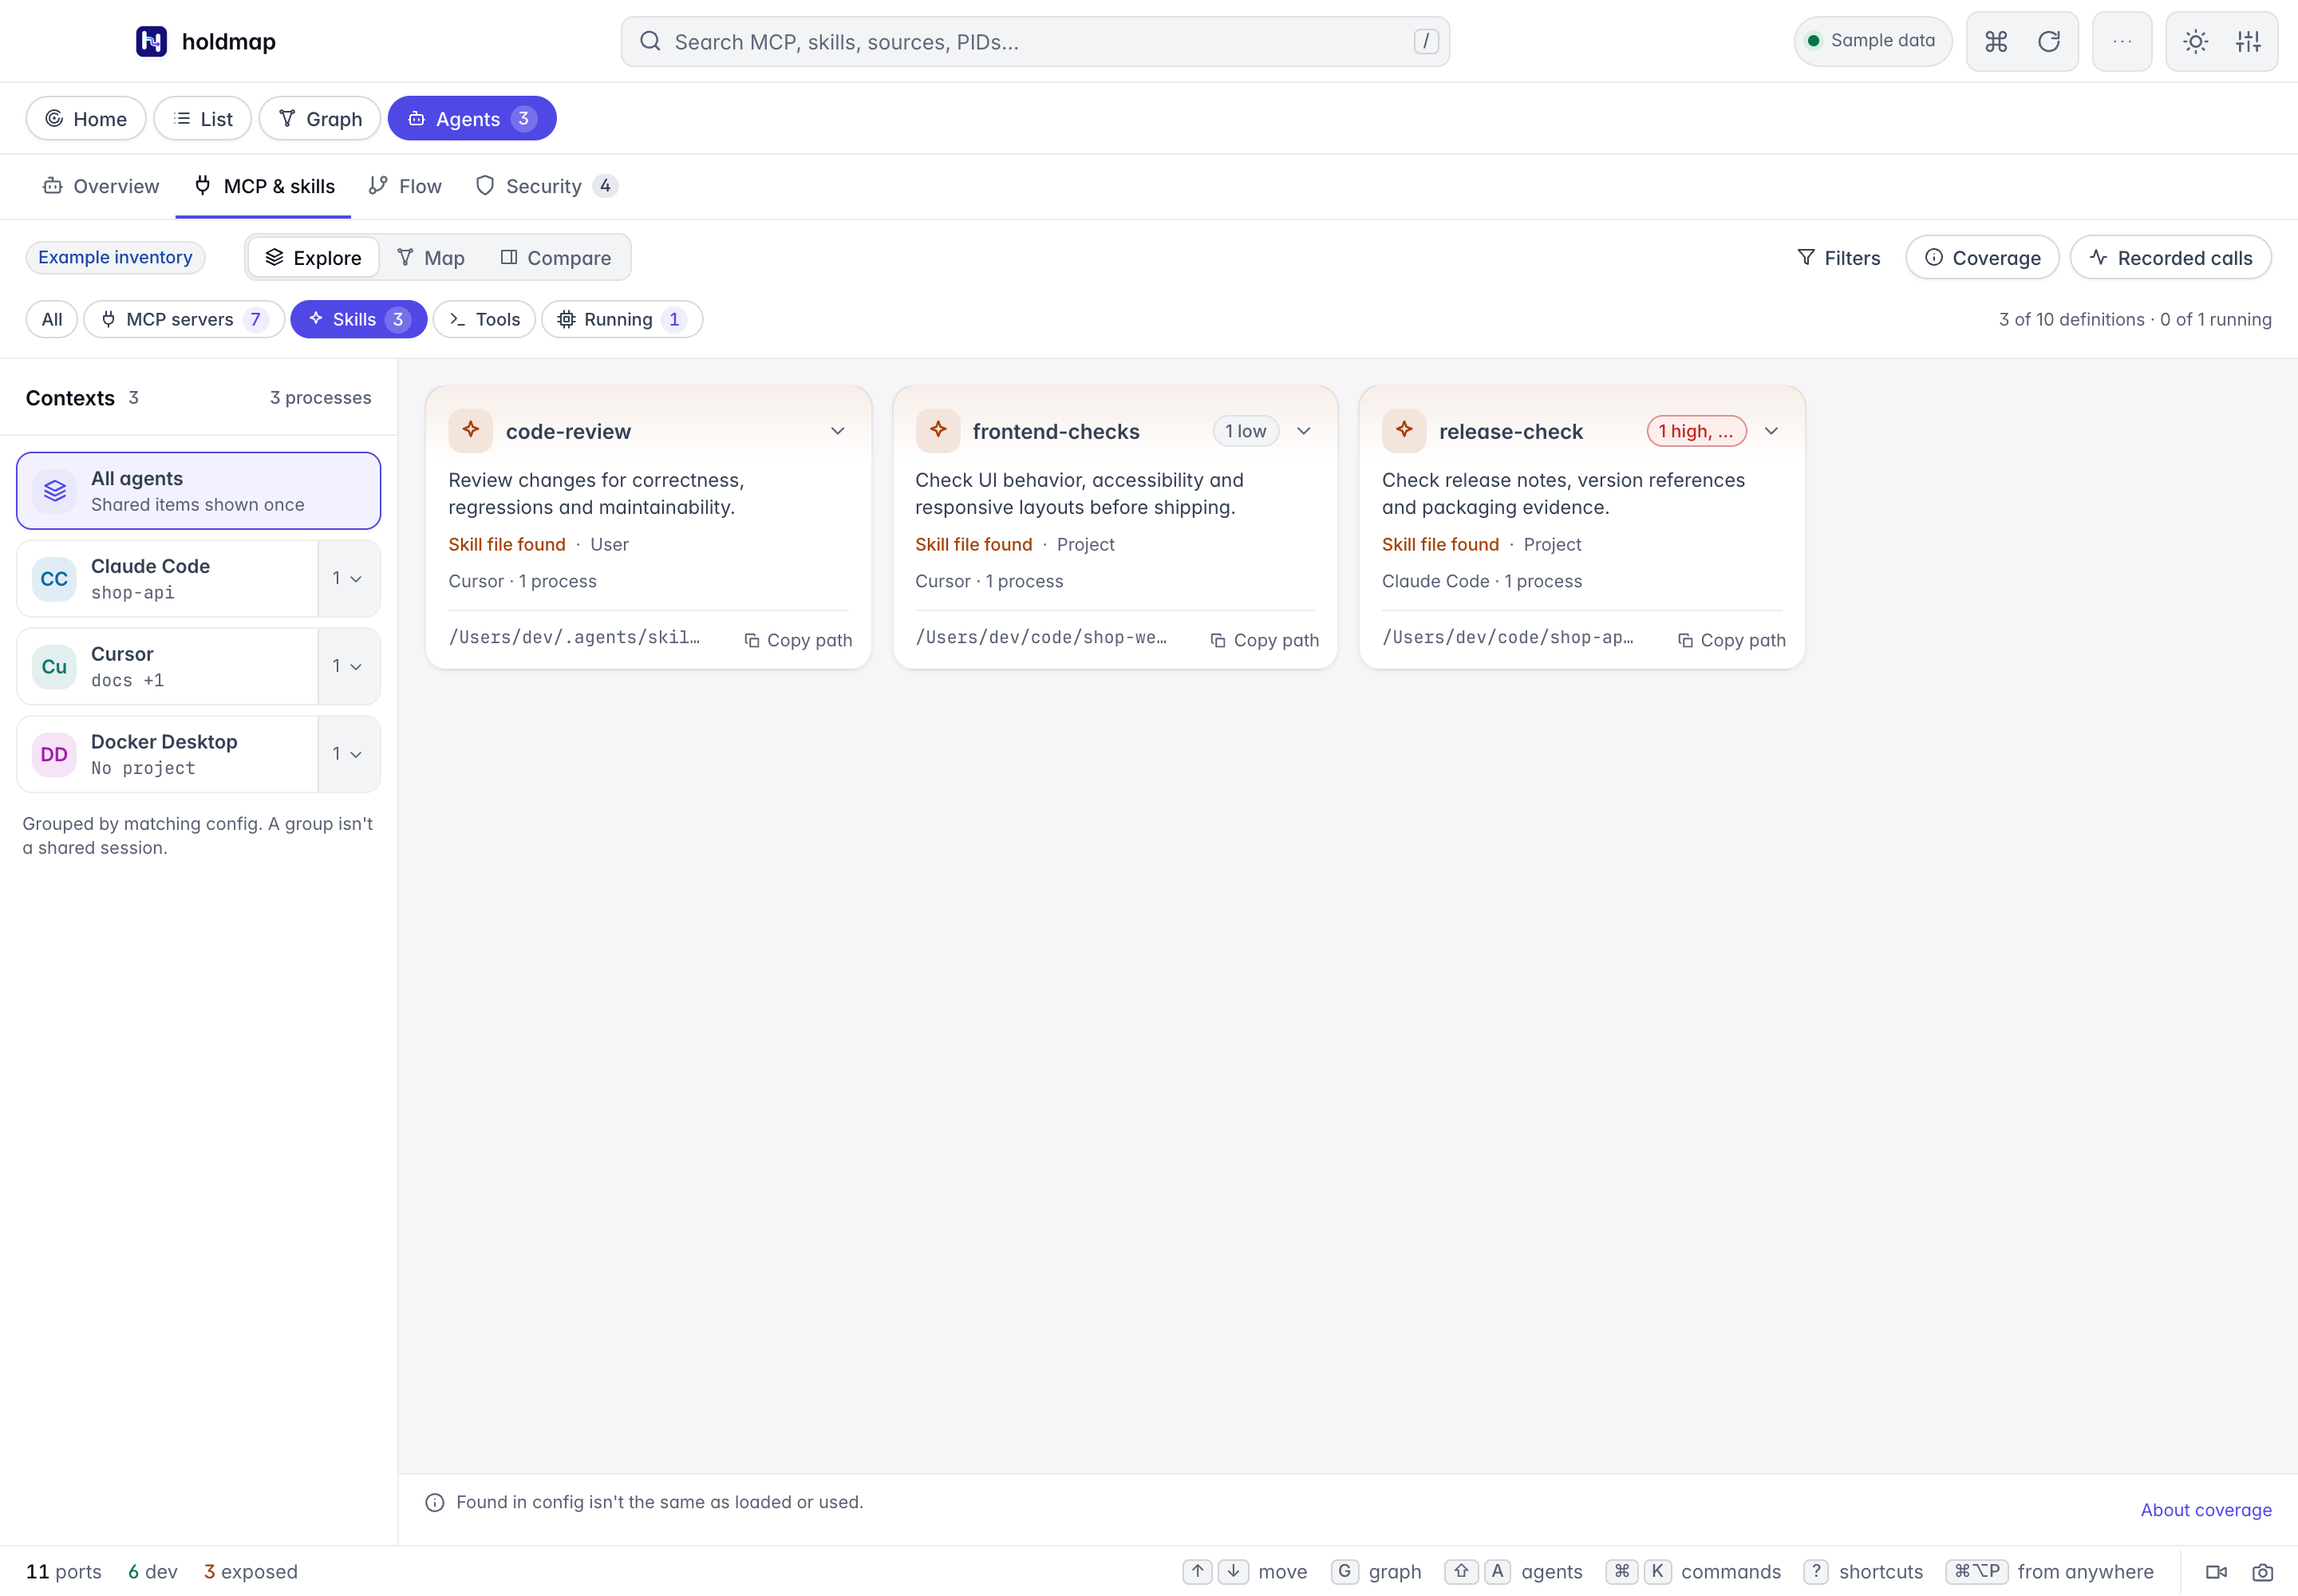 holdmap
Search MCP, skills, sources, PIDs...
/
Sample data
Home
List
Graph
Agents 3
Overview
MCP & skills
Flow
Security 4
Example inventory
Explore
Map
Compare
Filters
Coverage
Recorded calls
All
MCP servers 7
Skills 3
Tools
Running 1
3 of 10 definitions · 0 of 1 running
Contexts 3
3 processes
All agents
Shared items shown once
CC
Claude Code
shop-api
1
Cu
Cursor
docs +1
1
DD
Docker Desktop
No project
1
Grouped by matching config. A group isn't
a shared session.
code-review
Review changes for correctness,
regressions and maintainability.
Skill file found · User
Cursor · 1 process
/Users/dev/.agents/skil…
Copy path
frontend-checks
1 low
Check UI behavior, accessibility and
responsive layouts before shipping.
Skill file found · Project
Cursor · 1 process
/Users/dev/code/shop-we…
Copy path
release-check
1 high, ...
Check release notes, version references
and packaging evidence.
Skill file found · Project
Claude Code · 1 process
/Users/dev/code/shop-ap…
Copy path
Found in config isn't the same as loaded or used.
About coverage
11 ports 6 dev 3 exposed
↑ ↓ move G graph ⇧ A agents ⌘ K commands ? shortcuts ⌘⌥P from anywhere